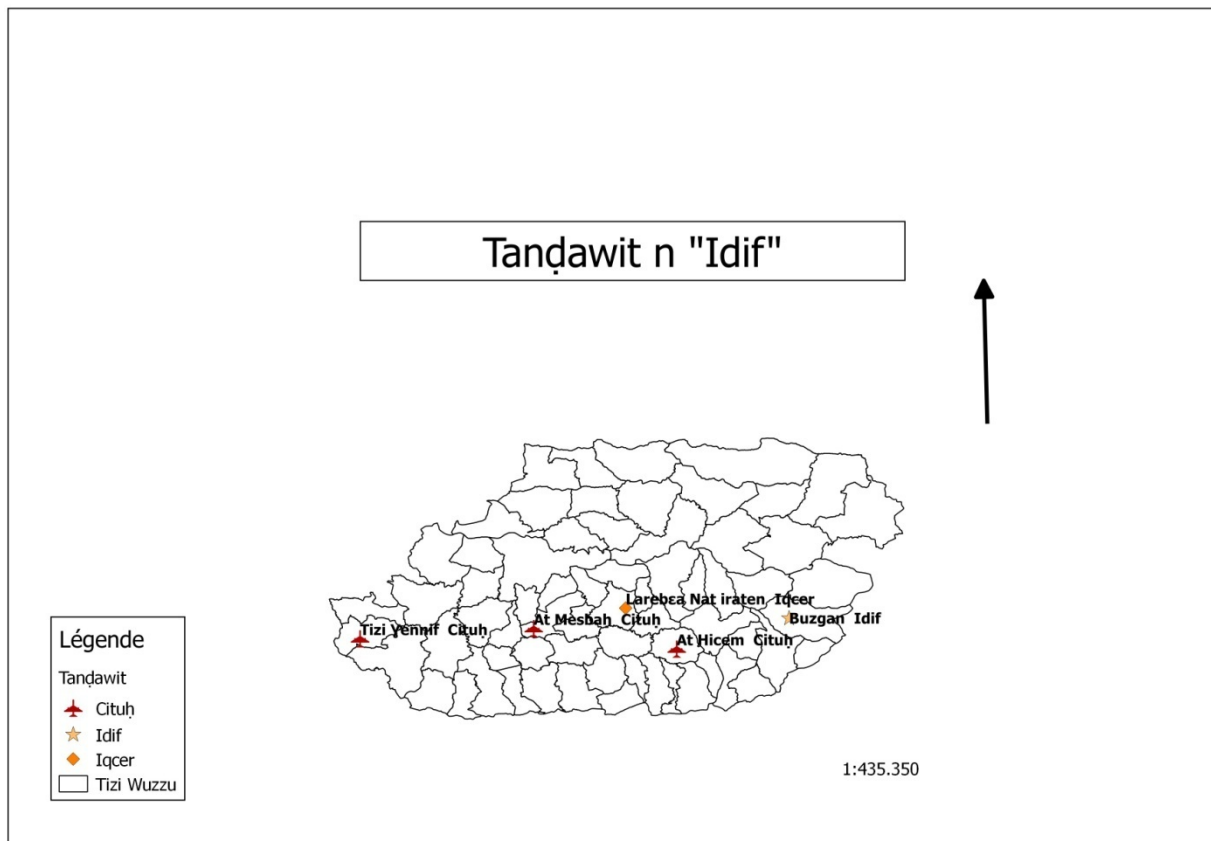 Tanḍawit n "Idif"
Larebɛa Nat iraten Iqcer
At Mesbah Cituḥ
Buzgan Idif
Tizi Yennif Cituḥ
At Hicem Cituḥ
Légende
Tanḍawit
Cituḥ
Idif
Iqcer
Tizi Wuzzu
1:435.350